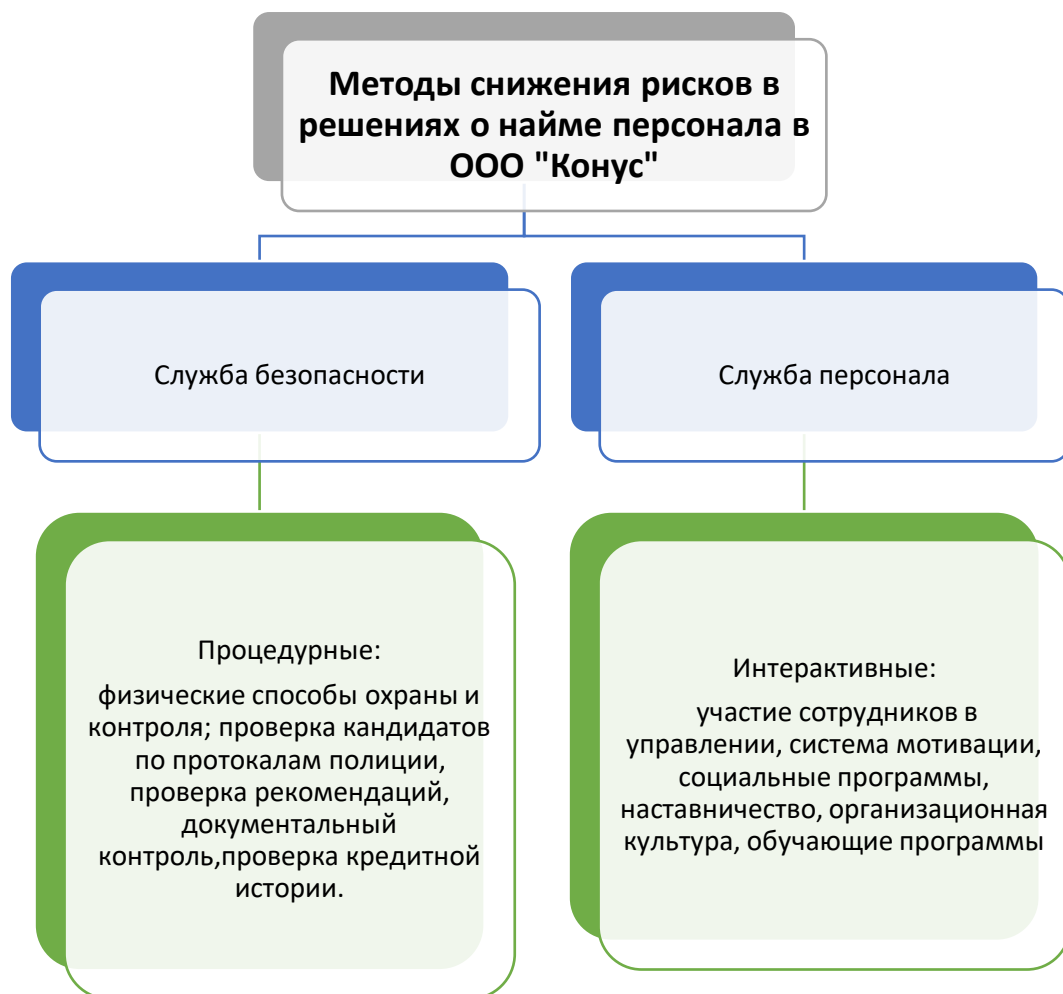 Методы снижения рисков в
решениях о найме персонала в
ООО "Конус"
Служба безопасности
Служба персонала
Процедурные:
физические способы охраны и
контроля; проверка кандидатов
по протокалам полиции,
проверка рекомендаций,
документальный
контроль,проверка кредитной
истории.
Интерактивные:
участие сотрудников в
управлении, система мотивации,
социальные программы,
наставничество, организационная
культура, обучающие программы